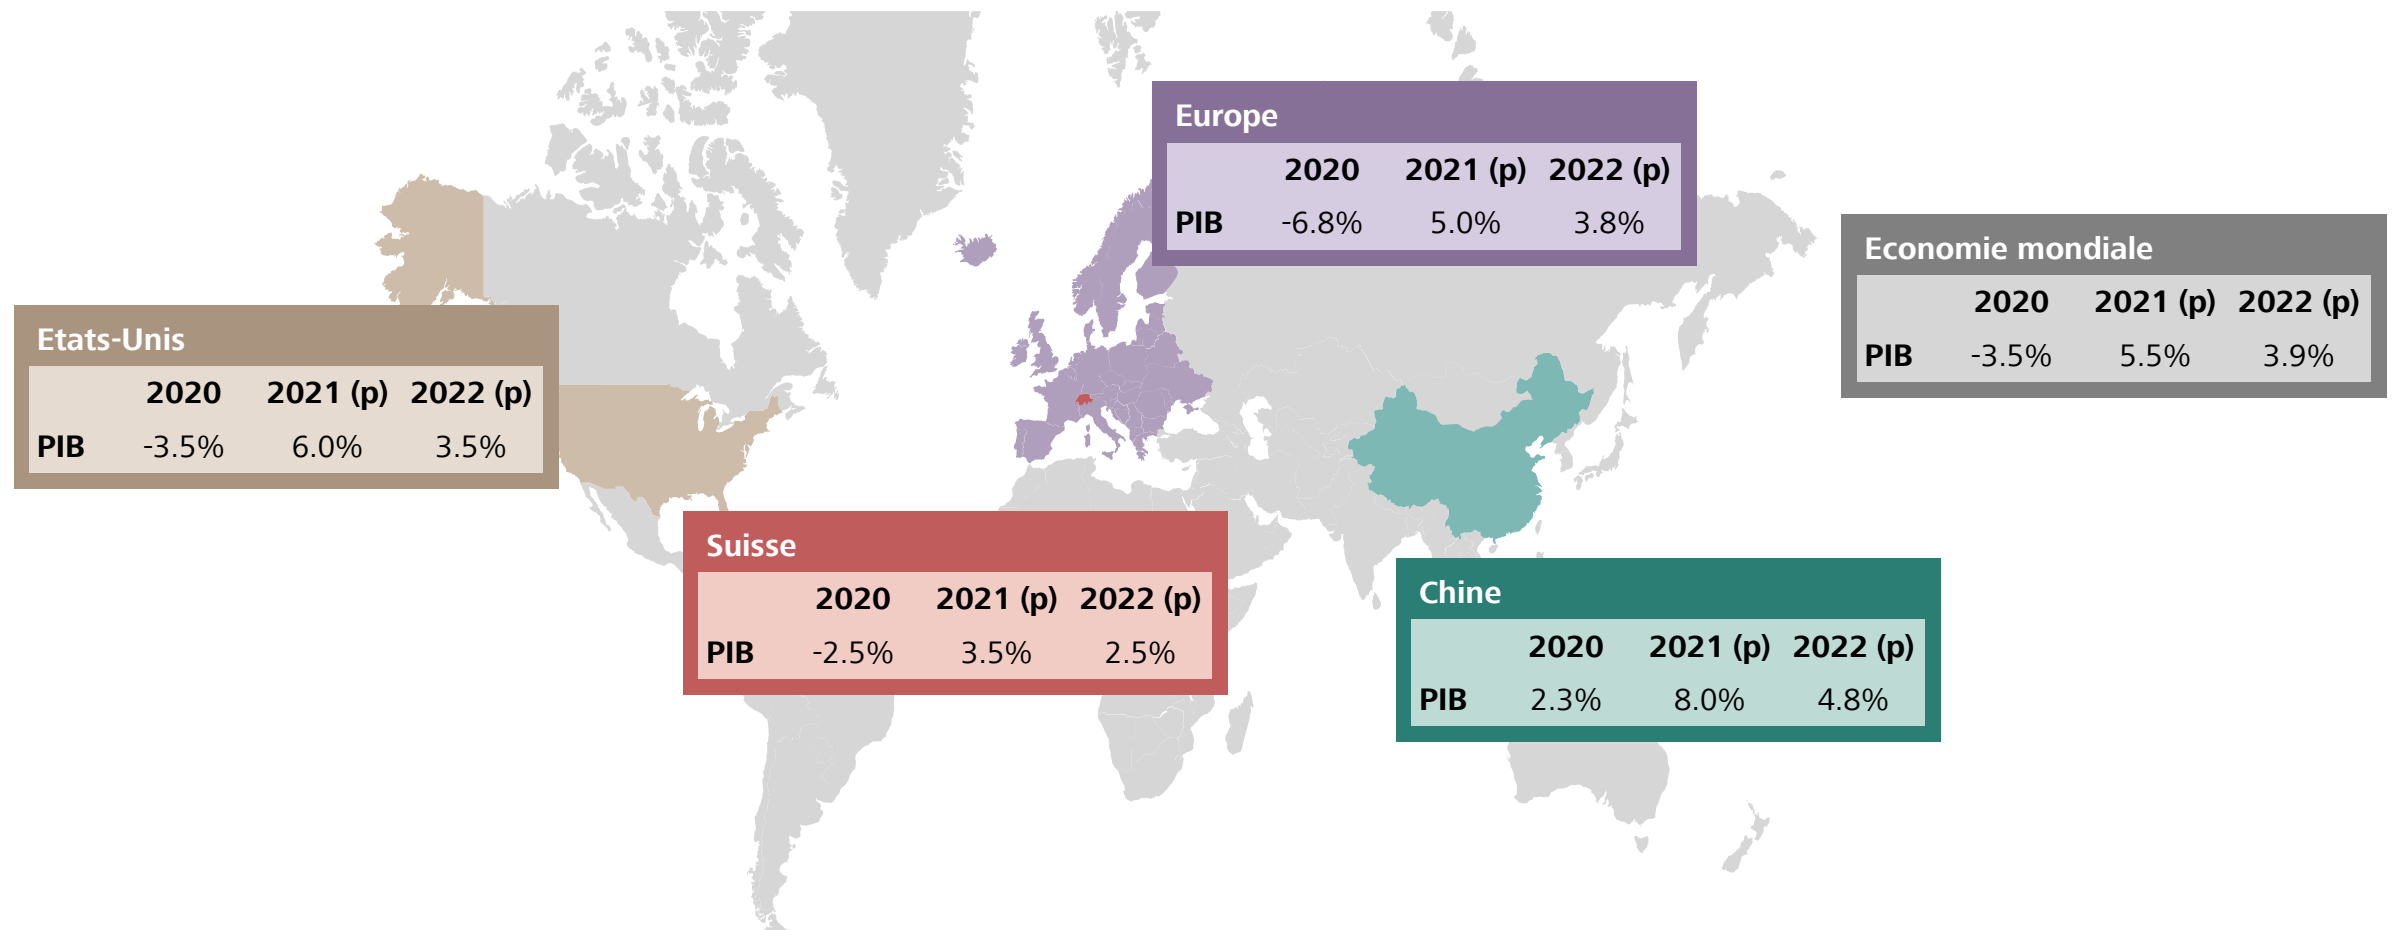 Europe
2020 2021 (p) 2022 (p)
PIB -6.8% 5.0% 3.8%
Economie mondiale
2020 2021 (p) 2022 (p)
PIB -3.5% 5.5% 3.9%
Etats-Unis
2020 2021 (p) 2022 (p)
PIB -3.5% 6.0% 3.5%
Suisse
2020 2021 (p) 2022 (p)
PIB -2.5% 3.5% 2.5%
Chine
2020 2021 (p) 2022 (p)
PIB 2.3% 8.0% 4.8%